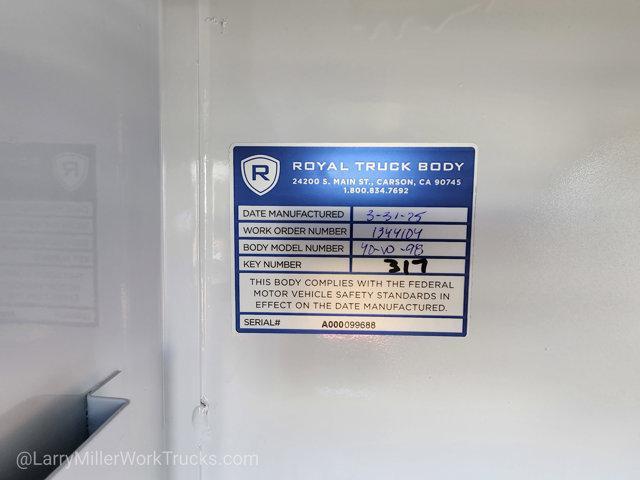 R
ROYAL TRUCK BODY
24200 S. MAIN ST., CARSON, CA 90745
1.800.834.7692
DATE MANUFACTURED 3-31-25
WORK ORDER NUMBER 1344104
BODY MODEL NUMBER 40-VO-98
KEY NUMBER 317
THIS BODY COMPLIES WITH THE FEDERAL
MOTOR VEHICLE SAFETY STANDARDS IN
EFFECT ON THE DATE MANUFACTURED.
SERIAL# A000099688
@LarryMillerWorkTrucks.com